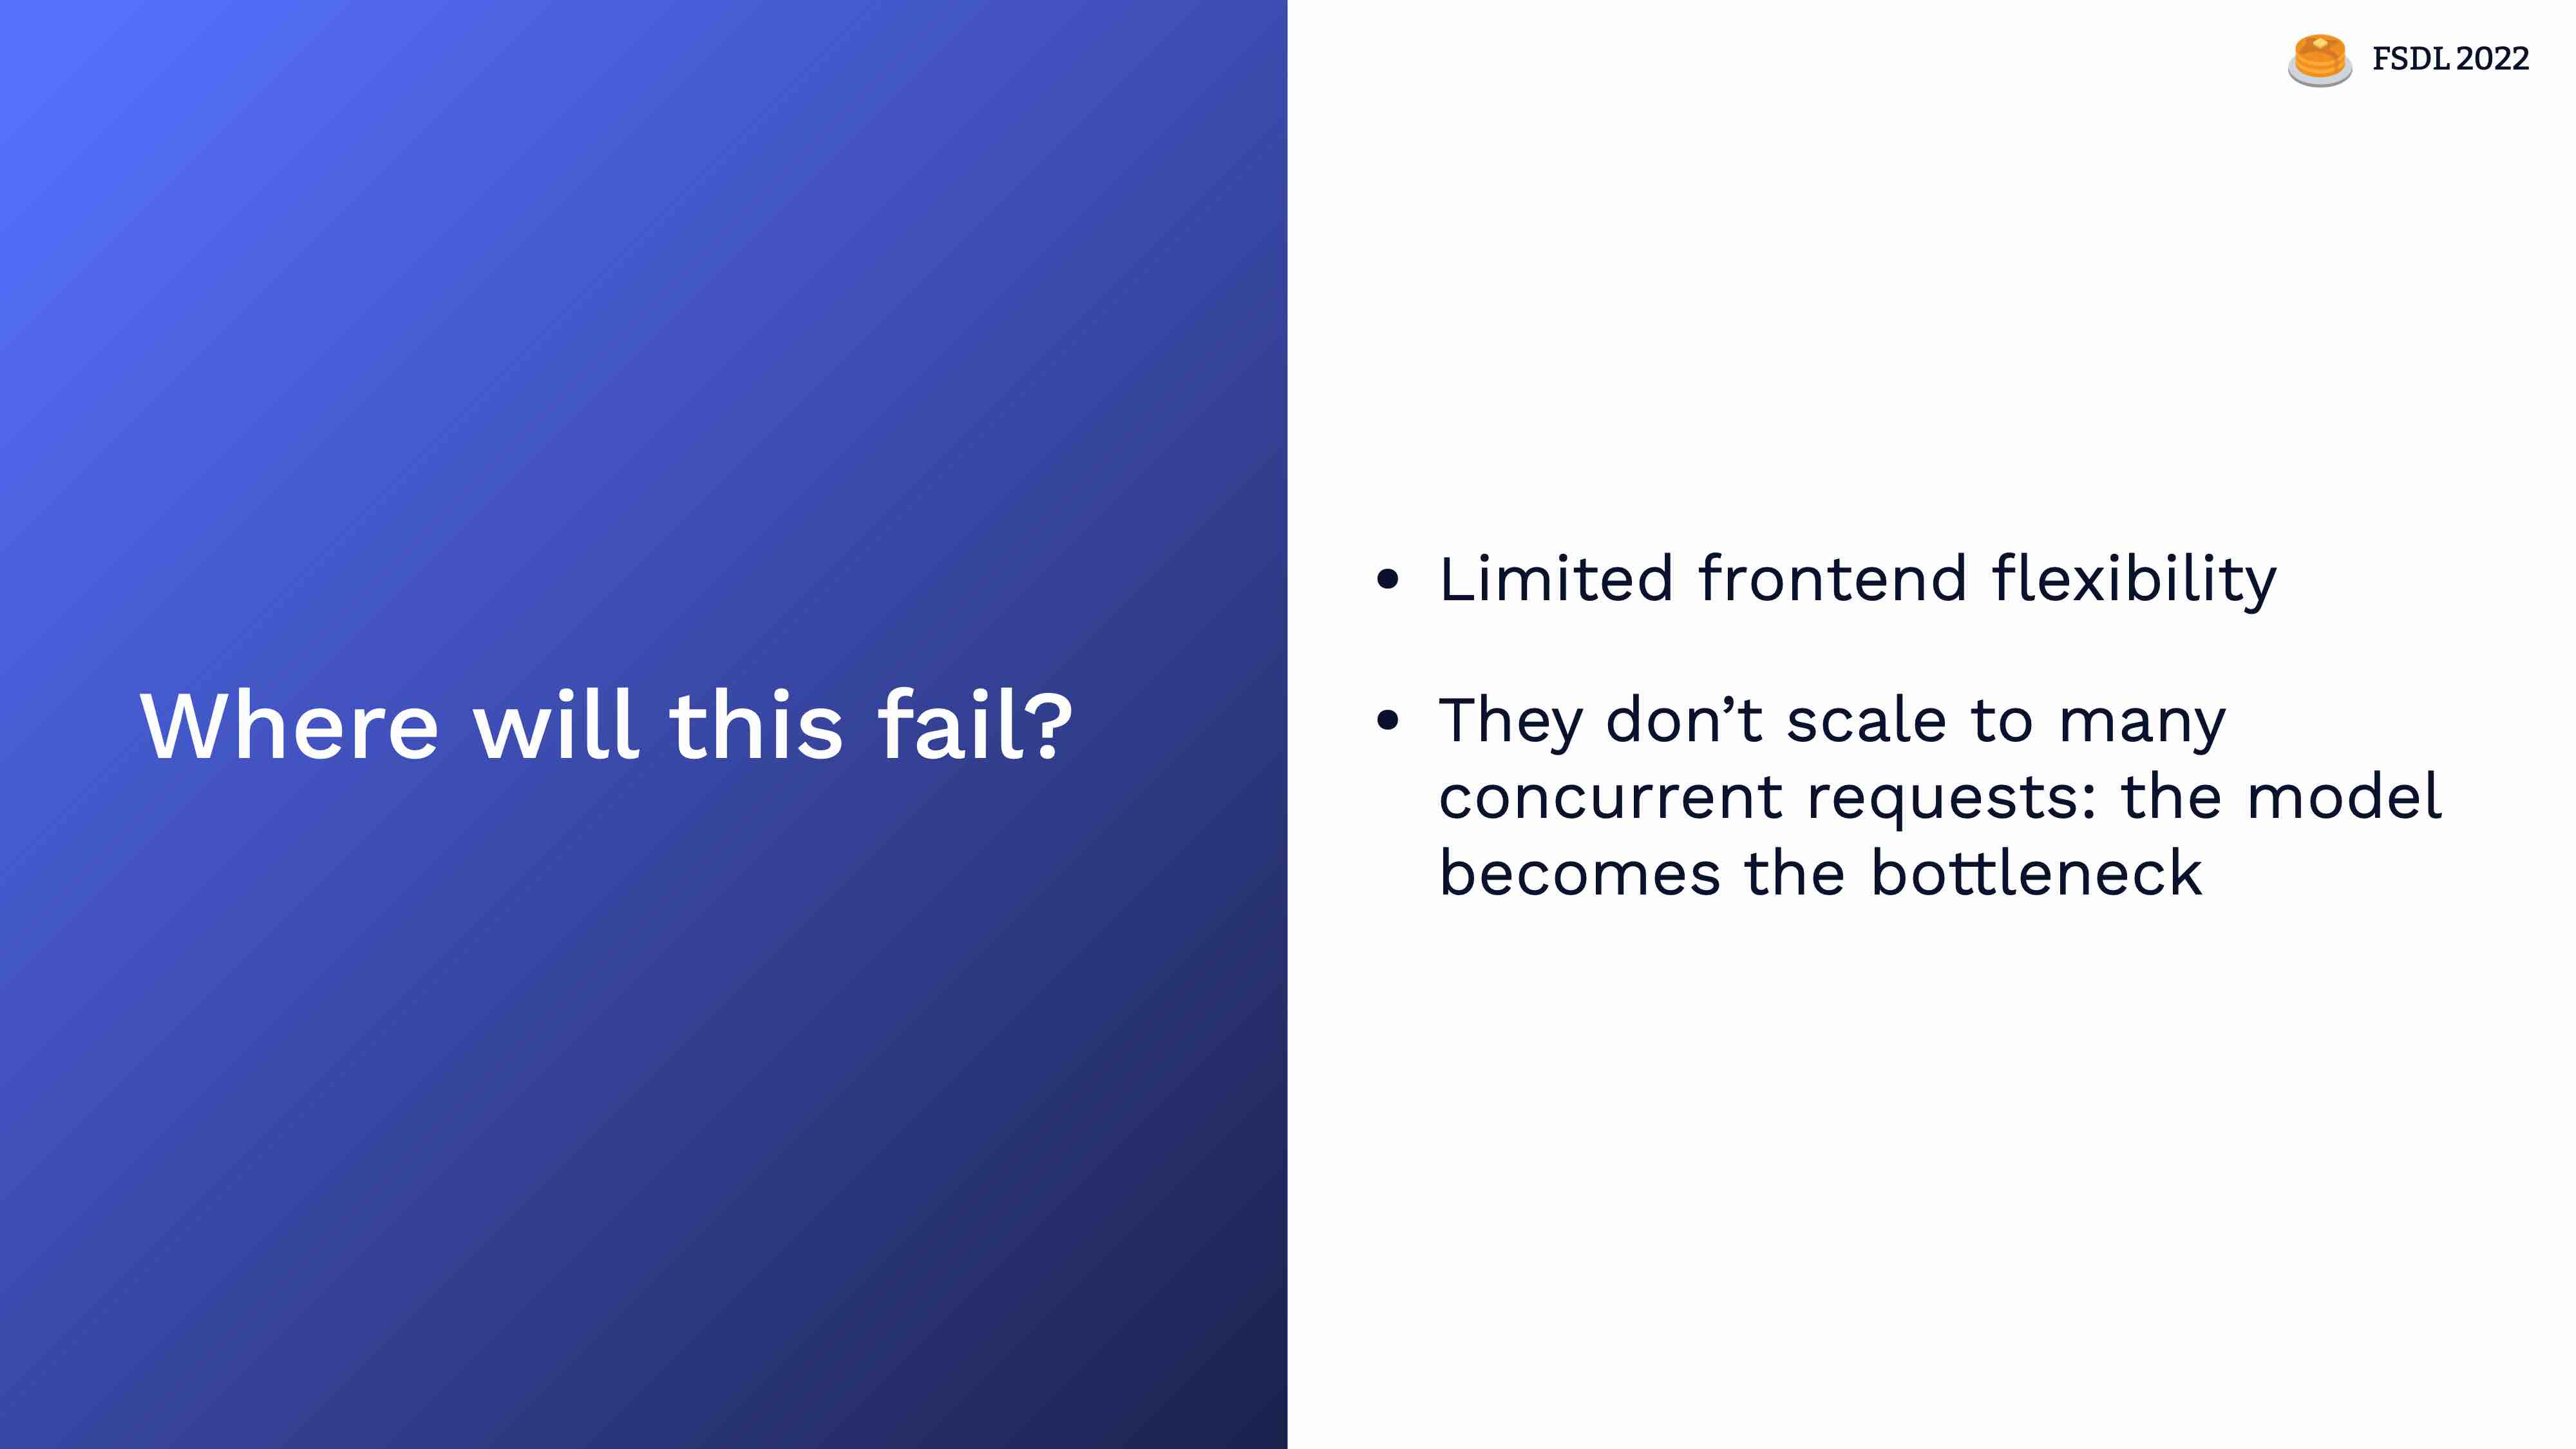 FSDL 2022
Where will this fail?
• Limited frontend flexibility
• They don’t scale to many
concurrent requests: the model
becomes the bottleneck